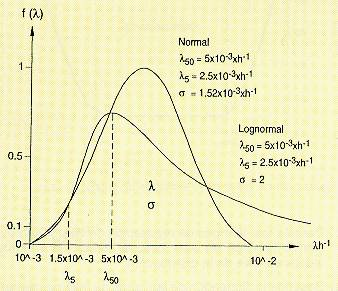 f (λ)
Normal
λ50 = 5x10-3xh-1
λ5 = 2.5x10-3xh-1
σ = 1.52x10-3xh-1
1
Lognormal
λ50 = 5x10-3xh-1
λ5 = 2.5x10-3xh-1
σ = 2
0.5
λ
σ
0.1
0
λh-1
10^ -3 1.5x10^ -3 5x10^ -3 10^ -2
λ5 λ50